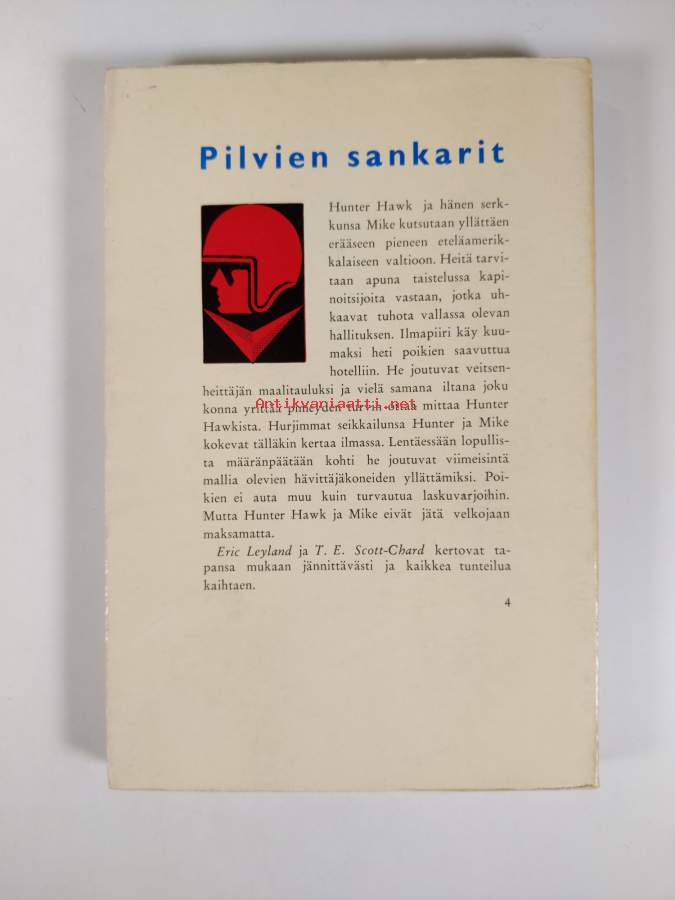 Pilvien sankarit
Hunter Hawk ja hänen serk-
kunsa Mike kutsutaan yllättäen
erääseen pieneen eteläamerik-
kalaiseen valtioon. Heitä tarvi-
taan apuna taistelussa kapi-
noitsijoita vastaan, jotka uh-
kaavat tuhota vallassa olevan
hallituksen. Ilmapiiri käy kuu-
maksi heti poikien saavuttua
hotelliin. He joutuvat veitsen-
heittäjän maalitauluksi ja vielä samana iltana joku
Antikvariaatti.net
konna yrittää pimeyden turvin ottaa mittaa Hunter
Hawkista. Hurjimmat seikkailunsa Hunter ja Mike
kokevat tälläkin kertaa ilmassa. Lentäessään lopullis-
ta määränpäätään kohti he joutuvat viimeisintä
mallia olevien hävittäjäkoneiden yllättämiksi. Poi-
kien ei auta muu kuin turvautua laskuvarjoihin.
Mutta Hunter Hawk ja Mike eivät jätä velkojaan
maksamatta.
Eric Leyland ja T. E. Scott-Chard kertovat ta-
pansa mukaan jännittävästi ja kaikkea tunteilua
kaihtaen.
4